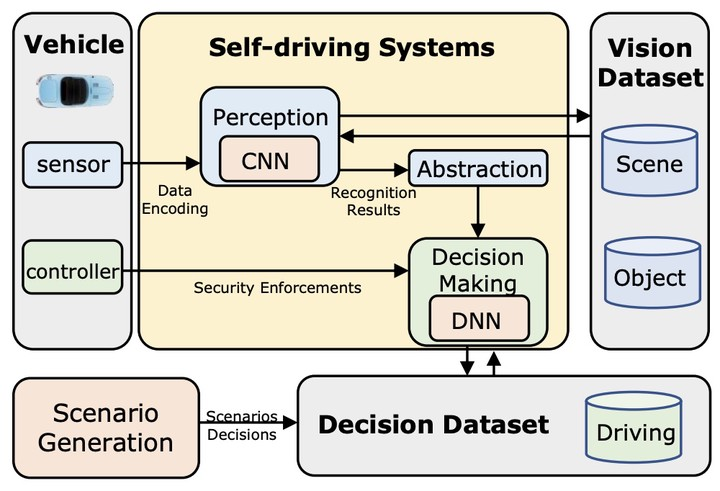 Vehicle
Self-driving Systems
Vision
Dataset
Perception
CNN
sensor
Data
Encoding
Recognition
Results
Abstraction
Scene
controller
Security Enforcements
Decision
Making
DNN
Object
Scenario
Generation
Scenarios
Decisions
Decision Dataset
Driving